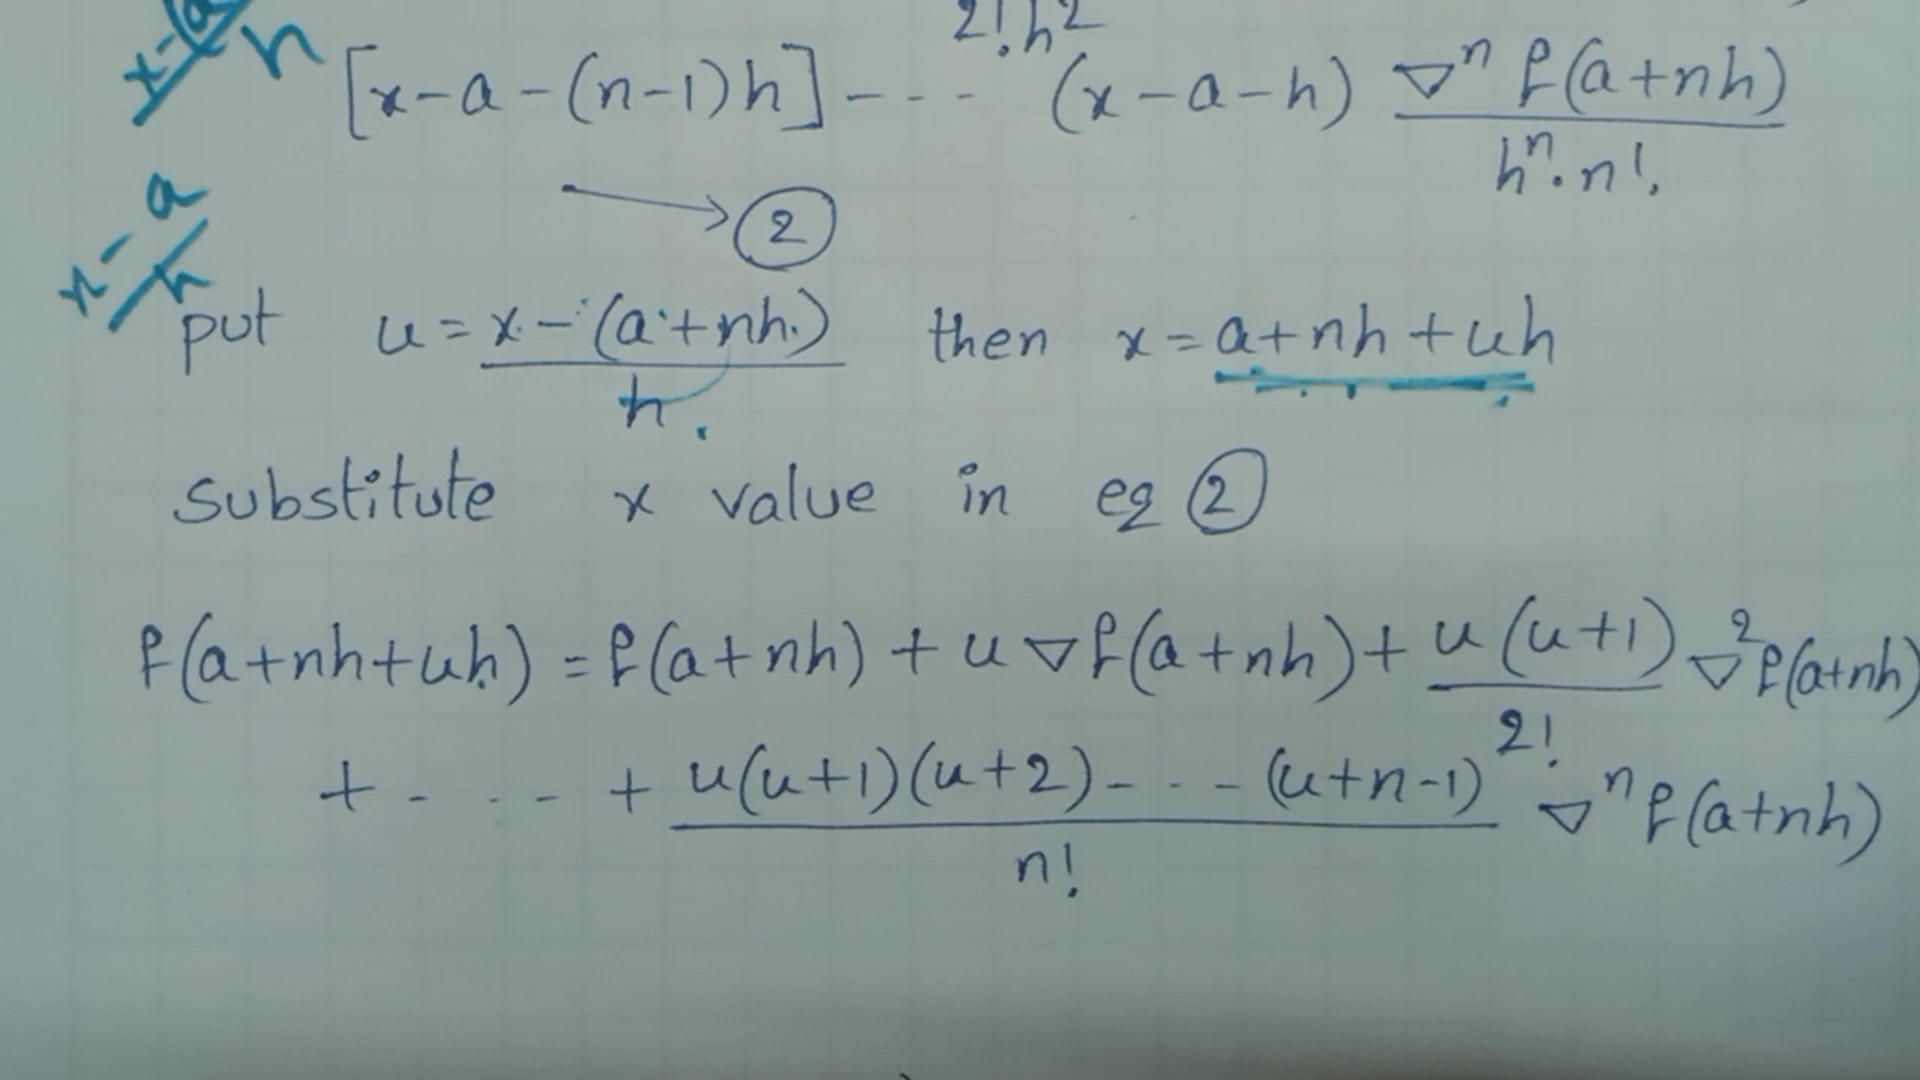 2! h²
x-a
h [x-a-(n-1)h] - - - (x-a-h) ∇ⁿ f(a+nh)
hⁿ. n!.
→ ②
x-a
h
put u = x-(a+nh) then x = a+nh+uh
h.
substitute x value in eq ②
f(a+nh+uh) = f(a+nh) + u∇f(a+nh) + u(u+1) ∇²f(a+nh)
2!
+ - - - + u(u+1)(u+2) - - - (u+n-1) ∇ⁿ f(a+nh)
n!